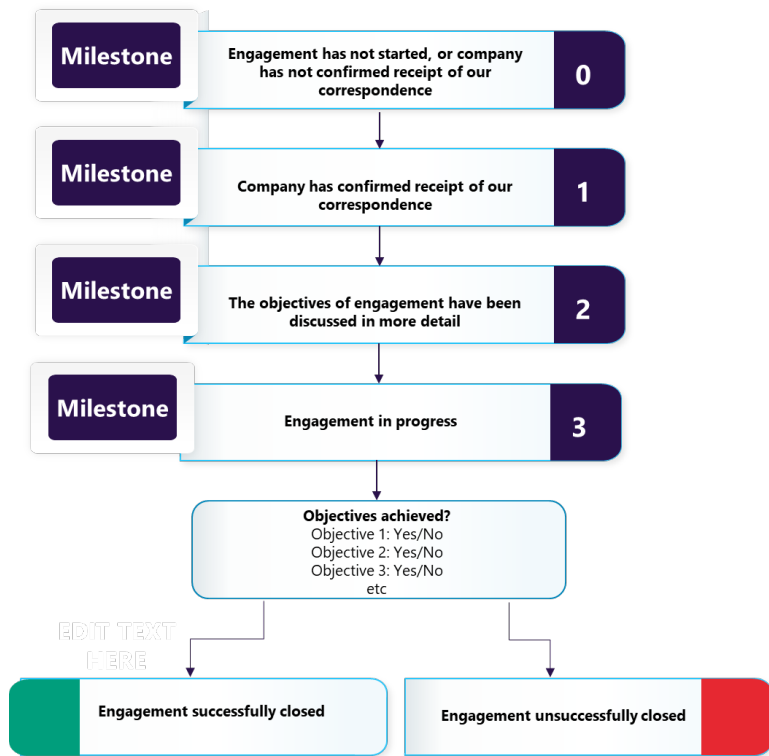 Milestone
Engagement has not started, or company
has not confirmed receipt of our
correspondence
0
Milestone
Company has confirmed receipt of our
correspondence
1
Milestone
The objectives of engagement have been
discussed in more detail
2
Milestone
Engagement in progress
3
Objectives achieved?
Objective 1: Yes/No
Objective 2: Yes/No
Objective 3: Yes/No
etc
EDIT TEXT
HERE
Engagement successfully closed
Engagement unsuccessfully closed